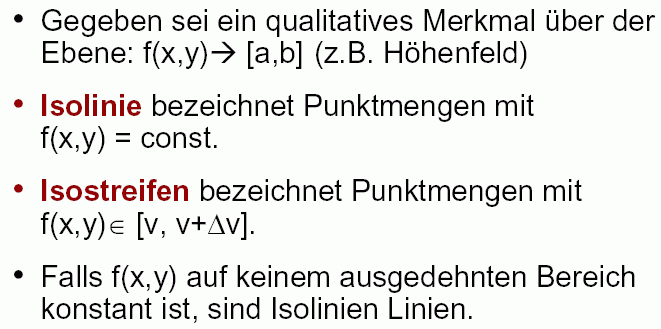 • Gegeben sei ein qualitatives Merkmal über der
Ebene: f(x,y)→ [a,b] (z.B. Höhenfeld)
• Isolinie bezeichnet Punktmengen mit
f(x,y) = const.
• Isostreifen bezeichnet Punktmengen mit
f(x,y)∈ [v, v+Δv].
• Falls f(x,y) auf keinem ausgedehnten Bereich
konstant ist, sind Isolinien Linien.